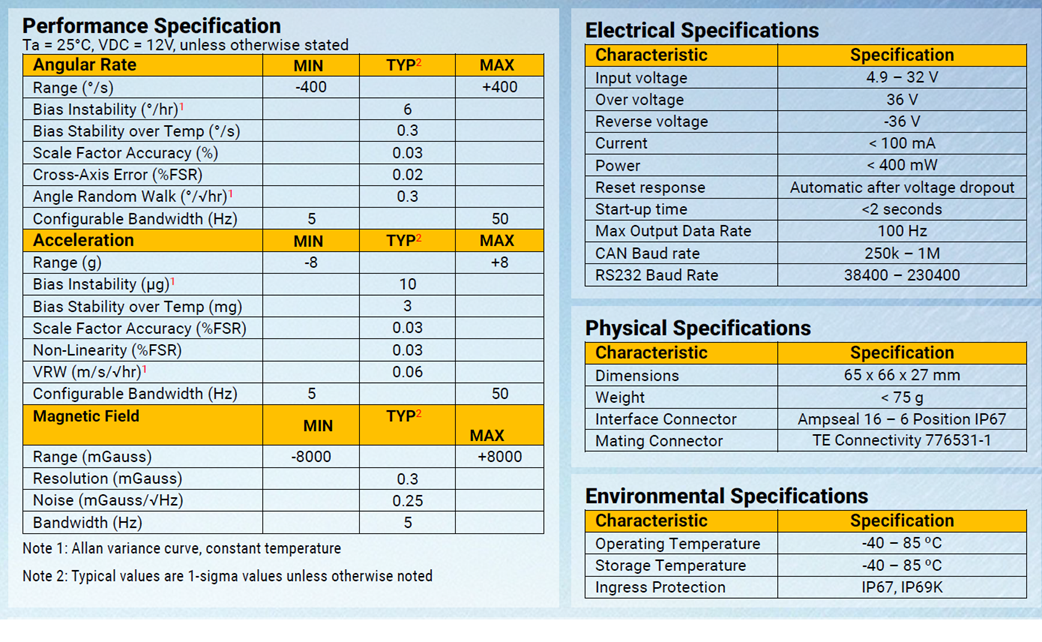 Performance Specification
Ta = 25°C, VDC = 12V, unless otherwise stated
Angular Rate MIN TYP2 MAX
Range (°/s) -400 +400
Bias Instability (°/hr)1 6
Bias Stability over Temp (°/s) 0.3
Scale Factor Accuracy (%) 0.03
Cross-Axis Error (%FSR) 0.02
Angle Random Walk (°/√hr)1 0.3
Configurable Bandwidth (Hz) 5 50
Acceleration MIN TYP2 MAX
Range (g) -8 +8
Bias Instability (µg)1 10
Bias Stability over Temp (mg) 3
Scale Factor Accuracy (%FSR) 0.03
Non-Linearity (%FSR) 0.03
VRW (m/s/√hr)1 0.06
Configurable Bandwidth (Hz) 5 50
Magnetic Field MIN TYP2 MAX
Range (mGauss) -8000 +8000
Resolution (mGauss) 0.3
Noise (mGauss/√Hz) 0.25
Bandwidth (Hz) 5
Note 1: Allan variance curve, constant temperature
Note 2: Typical values are 1-sigma values unless otherwise noted
Electrical Specifications
Characteristic Specification
Input voltage 4.9 – 32 V
Over voltage 36 V
Reverse voltage -36 V
Current < 100 mA
Power < 400 mW
Reset response Automatic after voltage dropout
Start-up time <2 seconds
Max Output Data Rate 100 Hz
CAN Baud rate 250k – 1M
RS232 Baud Rate 38400 – 230400
Physical Specifications
Characteristic Specification
Dimensions 65 x 66 x 27 mm
Weight < 75 g
Interface Connector Ampseal 16 – 6 Position IP67
Mating Connector TE Connectivity 776531-1
Environmental Specifications
Characteristic Specification
Operating Temperature -40 – 85 ºC
Storage Temperature -40 – 85 ºC
Ingress Protection IP67, IP69K